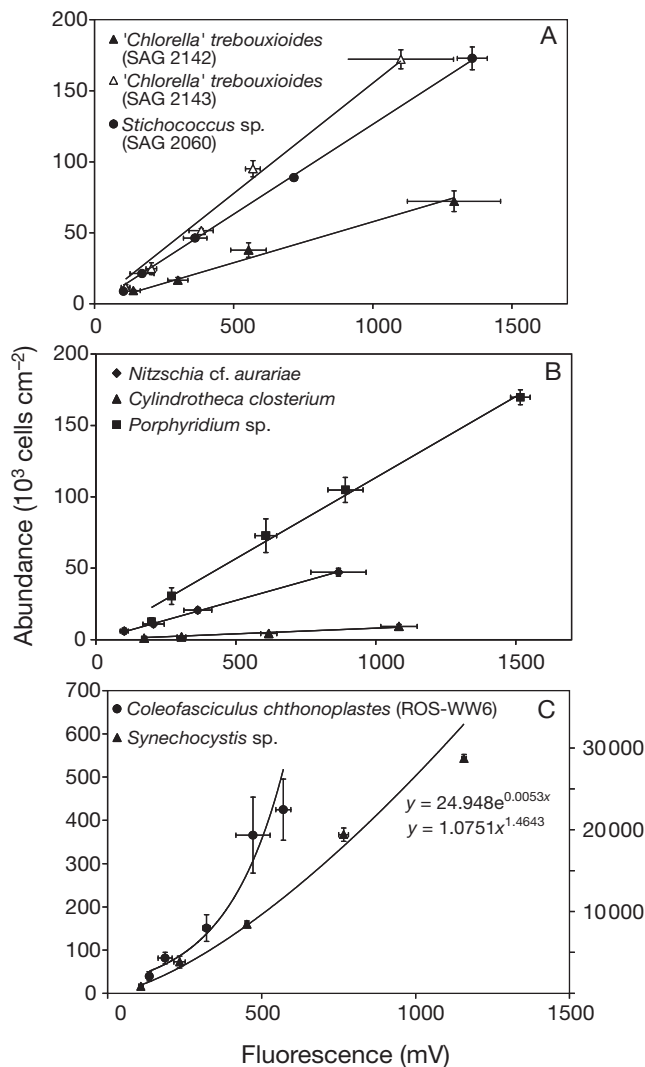 A
'Chlorella' trebouxioides
(SAG 2142)
'Chlorella' trebouxioides
(SAG 2143)
Stichococcus sp.
(SAG 2060)
200
150
100
50
0
0 500 1000 1500
B
Nitzschia cf. aurariae
Cylindrotheca closterium
Porphyridium sp.
200
150
100
50
0
0 500 1000 1500
Abundance (10³ cells cm⁻²)
C
Coleofasciculus chthonoplastes (ROS-WW6)
Synechocystis sp.
700
600
500
400
300
200
100
0
30000
20000
10000
y = 24.948e^0.0053x
y = 1.0751x^1.4643
0 500 1000 1500
Fluorescence (mV)